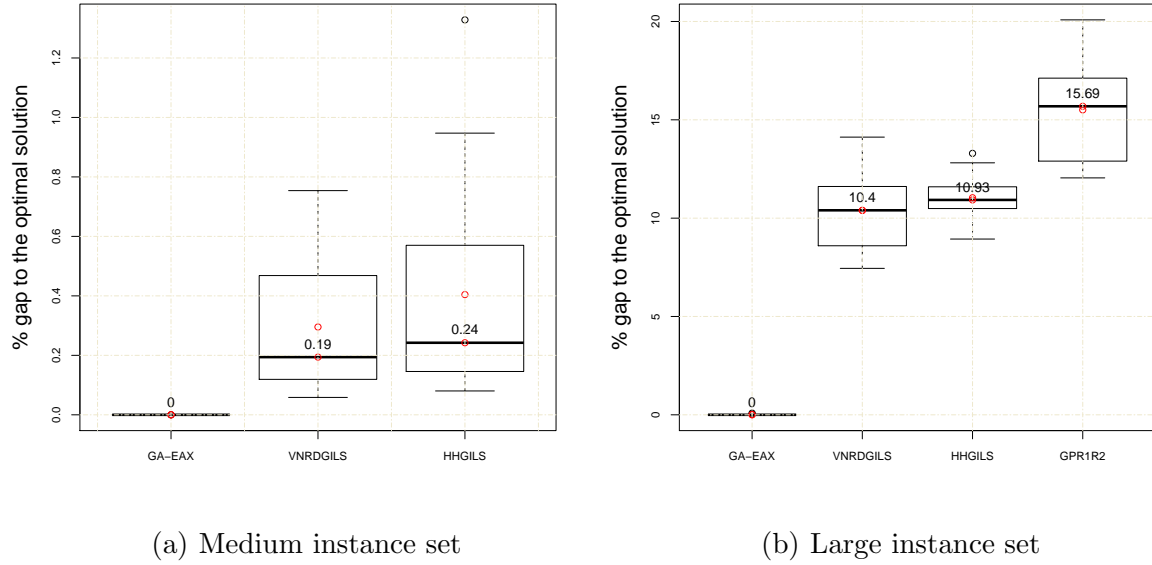 % gap to the optimal solution
1.2
1.0
0.8
0.6
0.4
0.2
0.0
0
0.19
0.24
GA−EAX
VNRDGILS
HHGILS
(a) Medium instance set
% gap to the optimal solution
20
15
10
5
0
0
10.4
10.93
15.69
GA−EAX
VNRDGILS
HHGILS
GPR1R2
(b) Large instance set